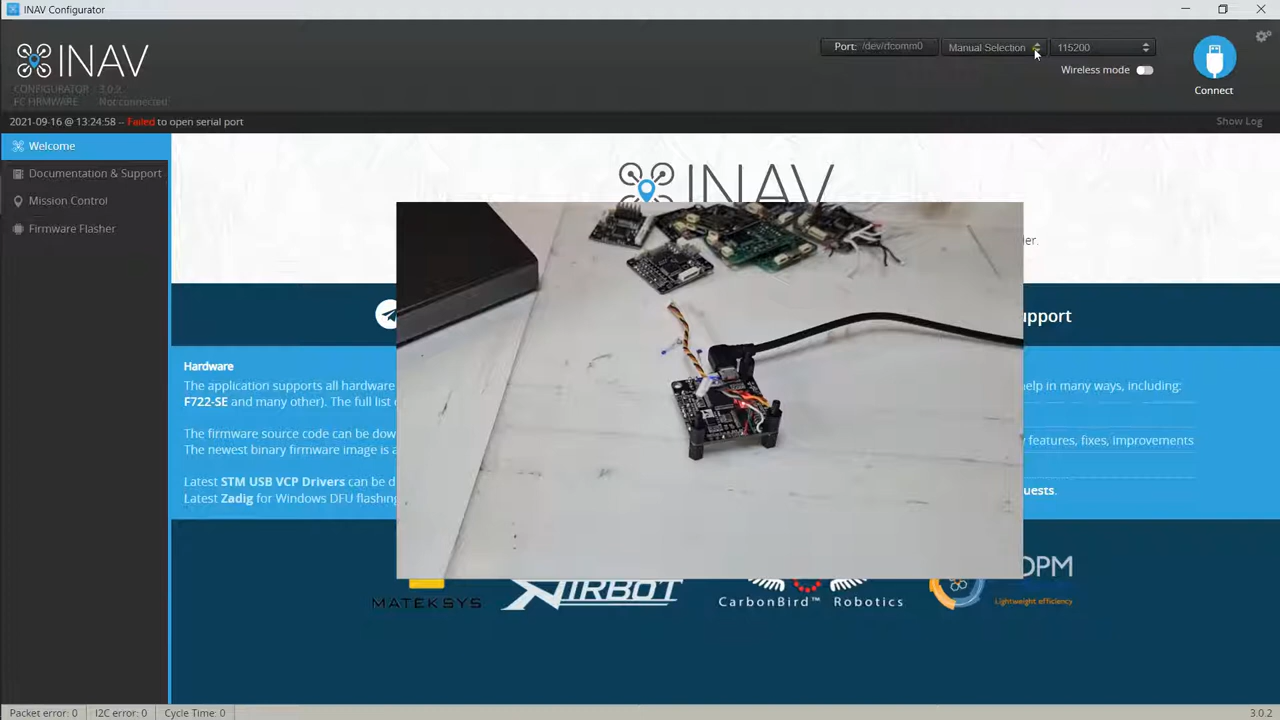 INAV Configurator
INAV
CONFIGURATOR : 3.0.2
FC FIRMWARE Not connected
Port: /dev/rfcomm0
Manual Selection
115200
Wireless mode
Connect
2021-09-16 @ 13:24:58 -- Failed to open serial port
Show Log
Welcome
Documentation & Support
Mission Control
Firmware Flasher
INAV
ier.
upport
Hardware
The application supports all hardware
F722-SE and many other). The full list
The firmware source code can be dow
The newest binary firmware image is a
Latest STM USB VCP Drivers can be d
Latest Zadig for Windows DFU flashing
help in many ways, including:
y features, fixes, improvements
uests.
MATEKSYS
AIRBOT
CarbonBird™ Robotics
OPM
Lightweight efficiency
Packet error: 0
I2C error: 0
Cycle Time: 0
3.0.2